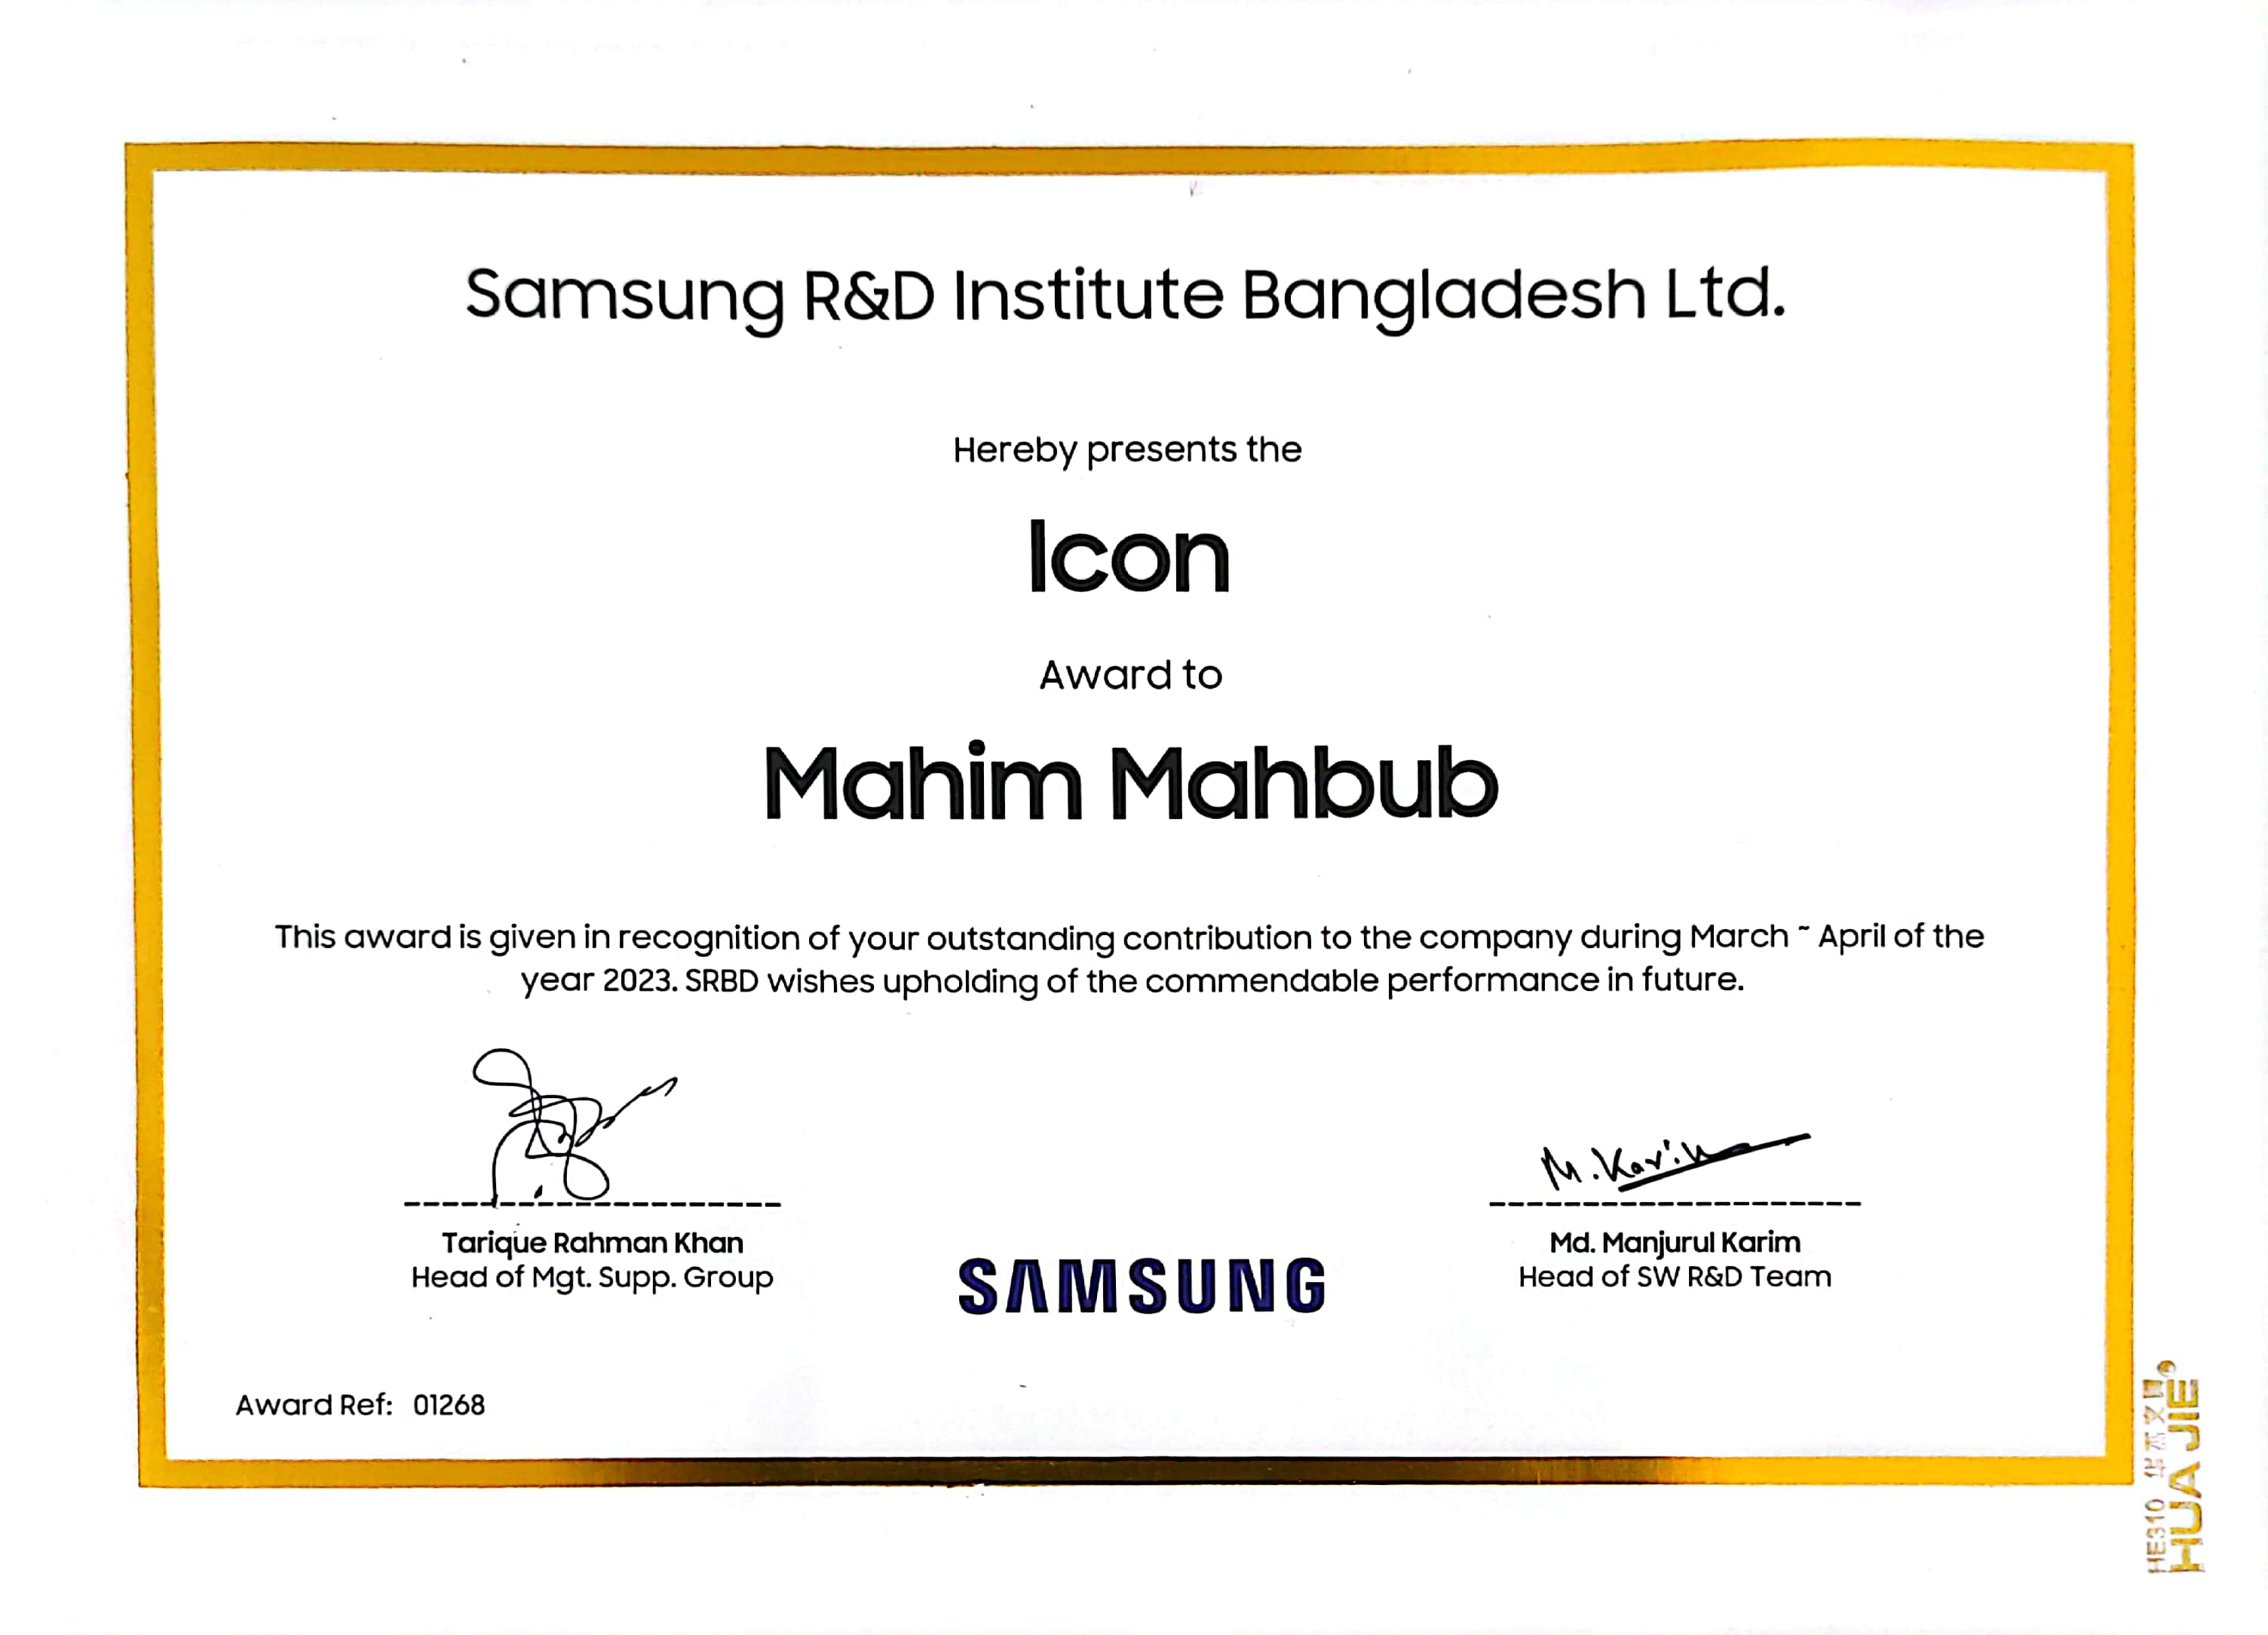 Samsung R&D Institute Bangladesh Ltd.
Hereby presents the
Icon
Award to
Mahim Mahbub
This award is given in recognition of your outstanding contribution to the company during March ~ April of the
year 2023. SRBD wishes upholding of the commendable performance in future.
M. Karim
Tarique Rahman Khan
Head of Mgt. Supp. Group
SAMSUNG
Md. Manjurul Karim
Head of SW R&D Team
Award Ref: 01268
HE310 华杰文具
HUA JIE